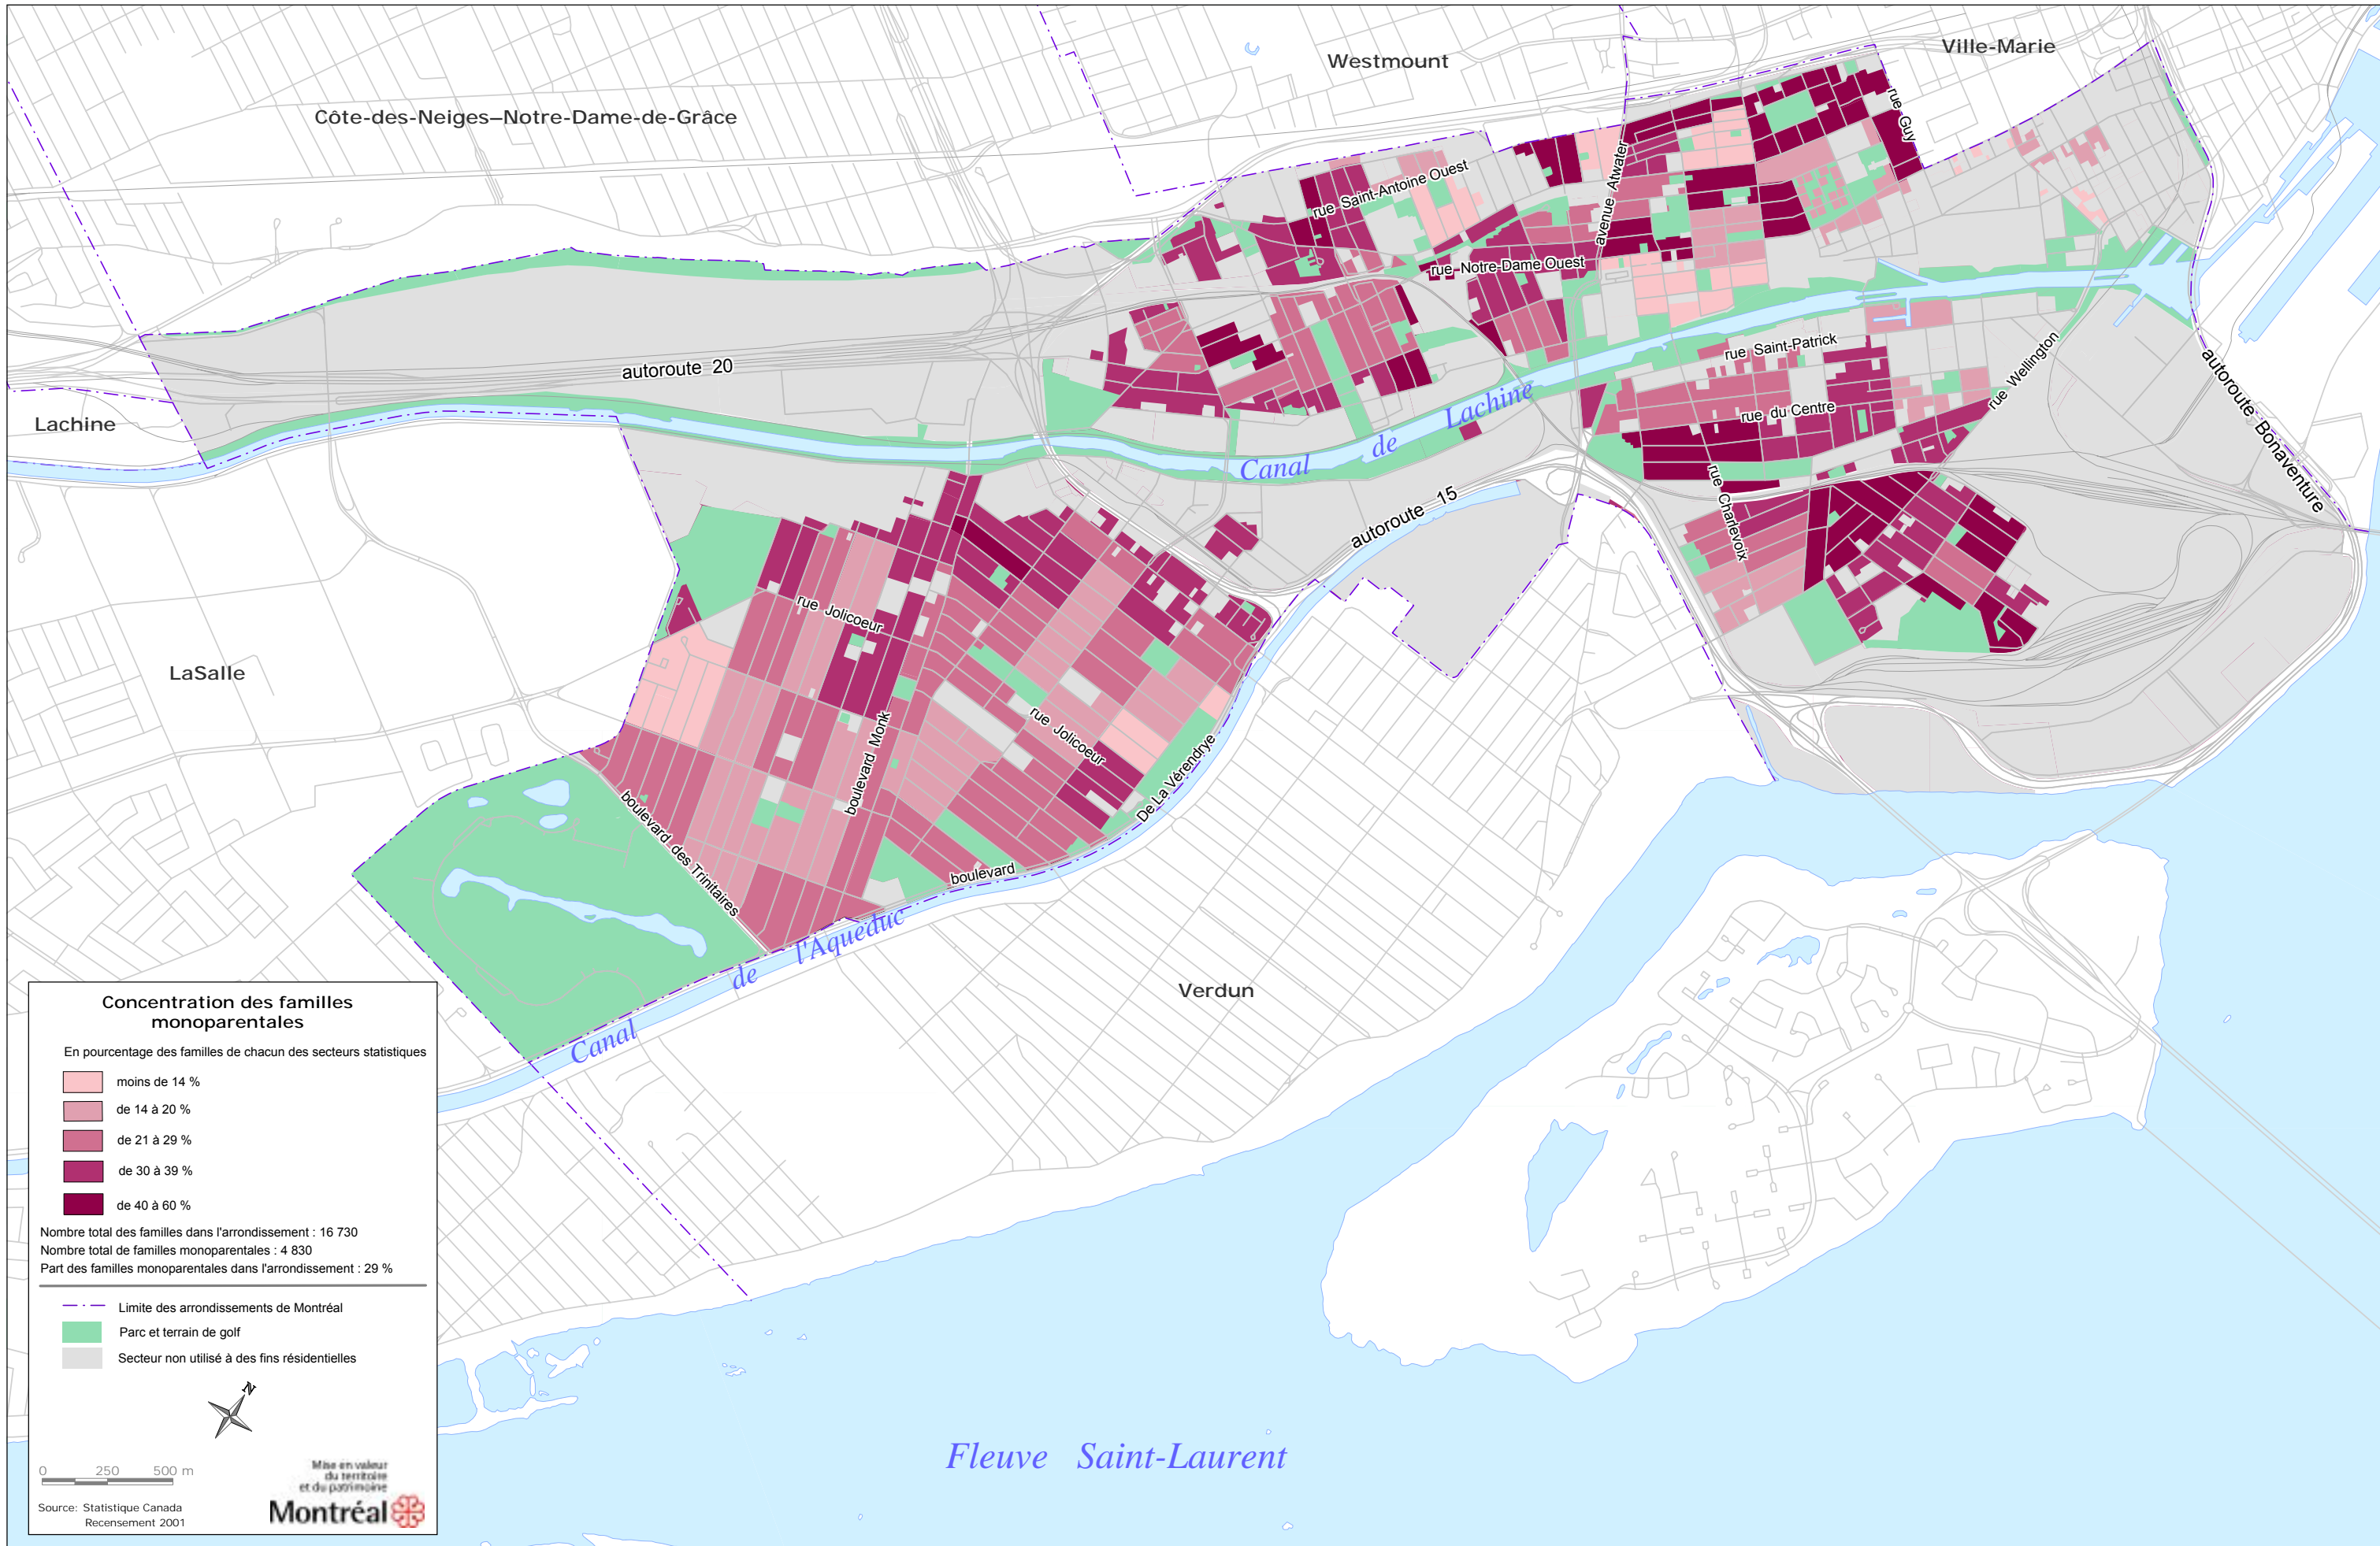 Westmount
Ville-Marie
Côte-des-Neiges–Notre-Dame-de-Grâce
rue Guy
rue Saint-Antoine Ouest
avenue Atwater
rue Notre-Dame Ouest
autoroute 20
rue Saint-Patrick
rue Wellington
autoroute Bonaventure
Lachine
rue du Centre
Canal de Lachine
rue Charlevoix
autoroute 15
rue Jolicoeur
LaSalle
boulevard Monk
rue Jolicoeur
boulevard De La Vérendrye
boulevard des Trinitaires
Canal de l'Aqueduc
Verdun
Fleuve Saint-Laurent
Concentration des familles
monoparentales
En pourcentage des familles de chacun des secteurs statistiques
moins de 14 %
de 14 à 20 %
de 21 à 29 %
de 30 à 39 %
de 40 à 60 %
Nombre total des familles dans l'arrondissement : 16 730
Nombre total de familles monoparentales : 4 830
Part des familles monoparentales dans l'arrondissement : 29 %
Limite des arrondissements de Montréal
Parc et terrain de golf
Secteur non utilisé à des fins résidentielles
N
0 250 500 m
Source: Statistique Canada
Recensement 2001
Mise en valeur
du territoire
et du patrimoine
Montréal